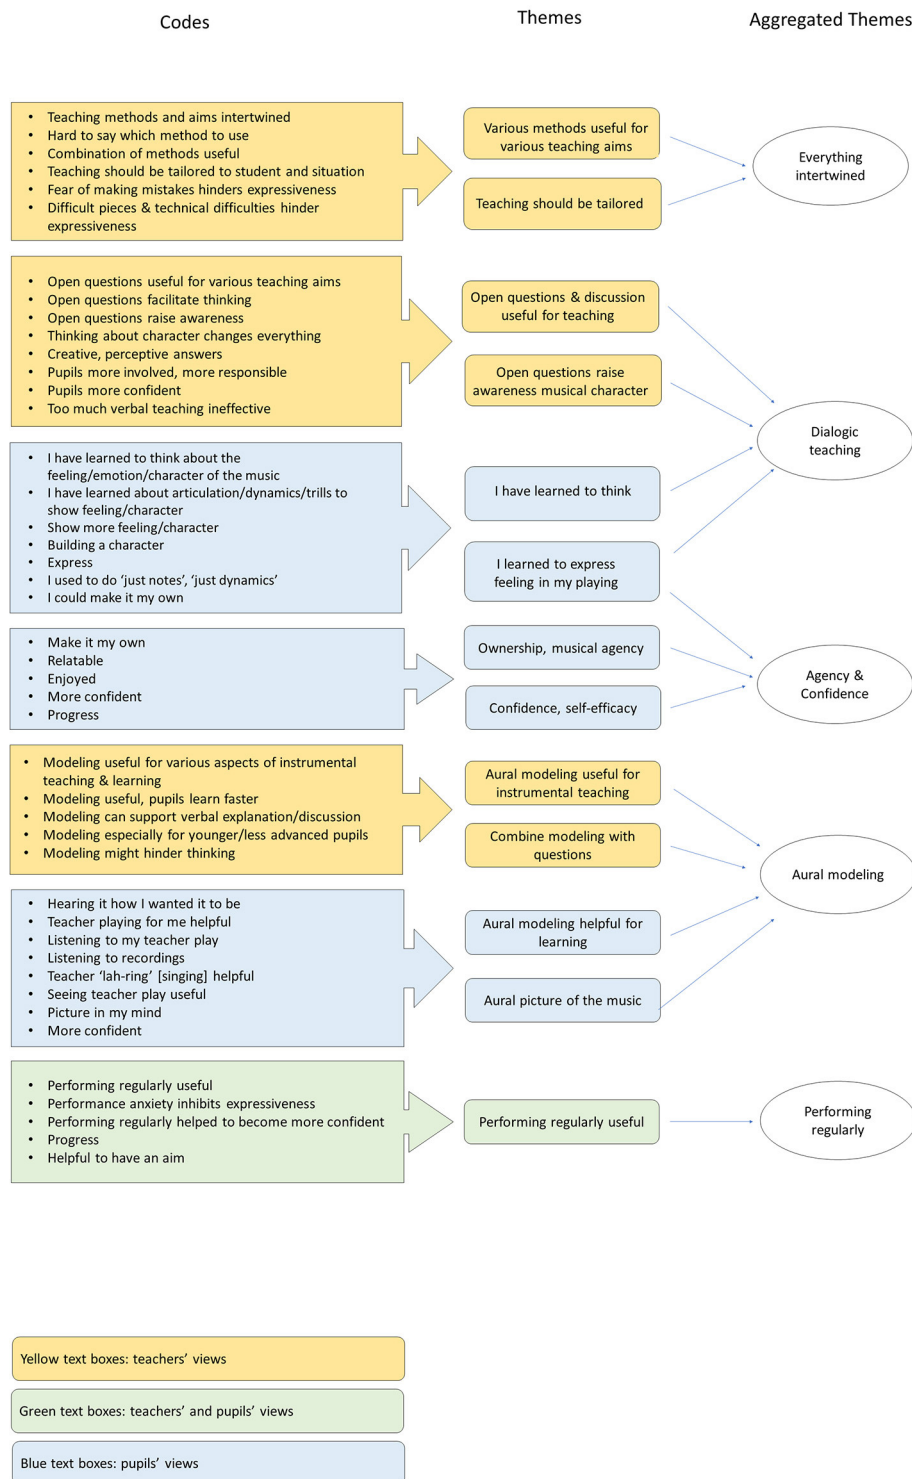 Codes
Themes
Aggregated Themes
• Teaching methods and aims intertwined
• Hard to say which method to use
• Combination of methods useful
• Teaching should be tailored to student and situation
• Fear of making mistakes hinders expressiveness
• Difficult pieces & technical difficulties hinder
expressiveness
Various methods useful for
various teaching aims
Teaching should be tailored
Everything
intertwined
• Open questions useful for various teaching aims
• Open questions facilitate thinking
• Open questions raise awareness
• Thinking about character changes everything
• Creative, perceptive answers
• Pupils more involved, more responsible
• Pupils more confident
• Too much verbal teaching ineffective
Open questions & discussion
useful for teaching
Open questions raise
awareness musical character
Dialogic
teaching
• I have learned to think about the
feeling/emotion/character of the music
• I have learned about articulation/dynamics/trills to
show feeling/character
• Show more feeling/character
• Building a character
• Express
• I used to do ‘just notes’, ‘just dynamics’
• I could make it my own
I have learned to think
I learned to express
feeling in my playing
• Make it my own
• Relatable
• Enjoyed
• More confident
• Progress
Ownership, musical agency
Confidence, self-efficacy
Agency &
Confidence
• Modeling useful for various aspects of instrumental
teaching & learning
• Modeling useful, pupils learn faster
• Modeling can support verbal explanation/discussion
• Modeling especially for younger/less advanced pupils
• Modeling might hinder thinking
Aural modeling useful for
instrumental teaching
Combine modeling with
questions
Aural modeling
• Hearing it how I wanted it to be
• Teacher playing for me helpful
• Listening to my teacher play
• Listening to recordings
• Teacher ‘lah-ring’ [singing] helpful
• Seeing teacher play useful
• Picture in my mind
• More confident
Aural modeling helpful for
learning
Aural picture of the music
• Performing regularly useful
• Performance anxiety inhibits expressiveness
• Performing regularly helped to become more confident
• Progress
• Helpful to have an aim
Performing regularly useful
Performing
regularly
Yellow text boxes: teachers’ views
Green text boxes: teachers’ and pupils’ views
Blue text boxes: pupils’ views